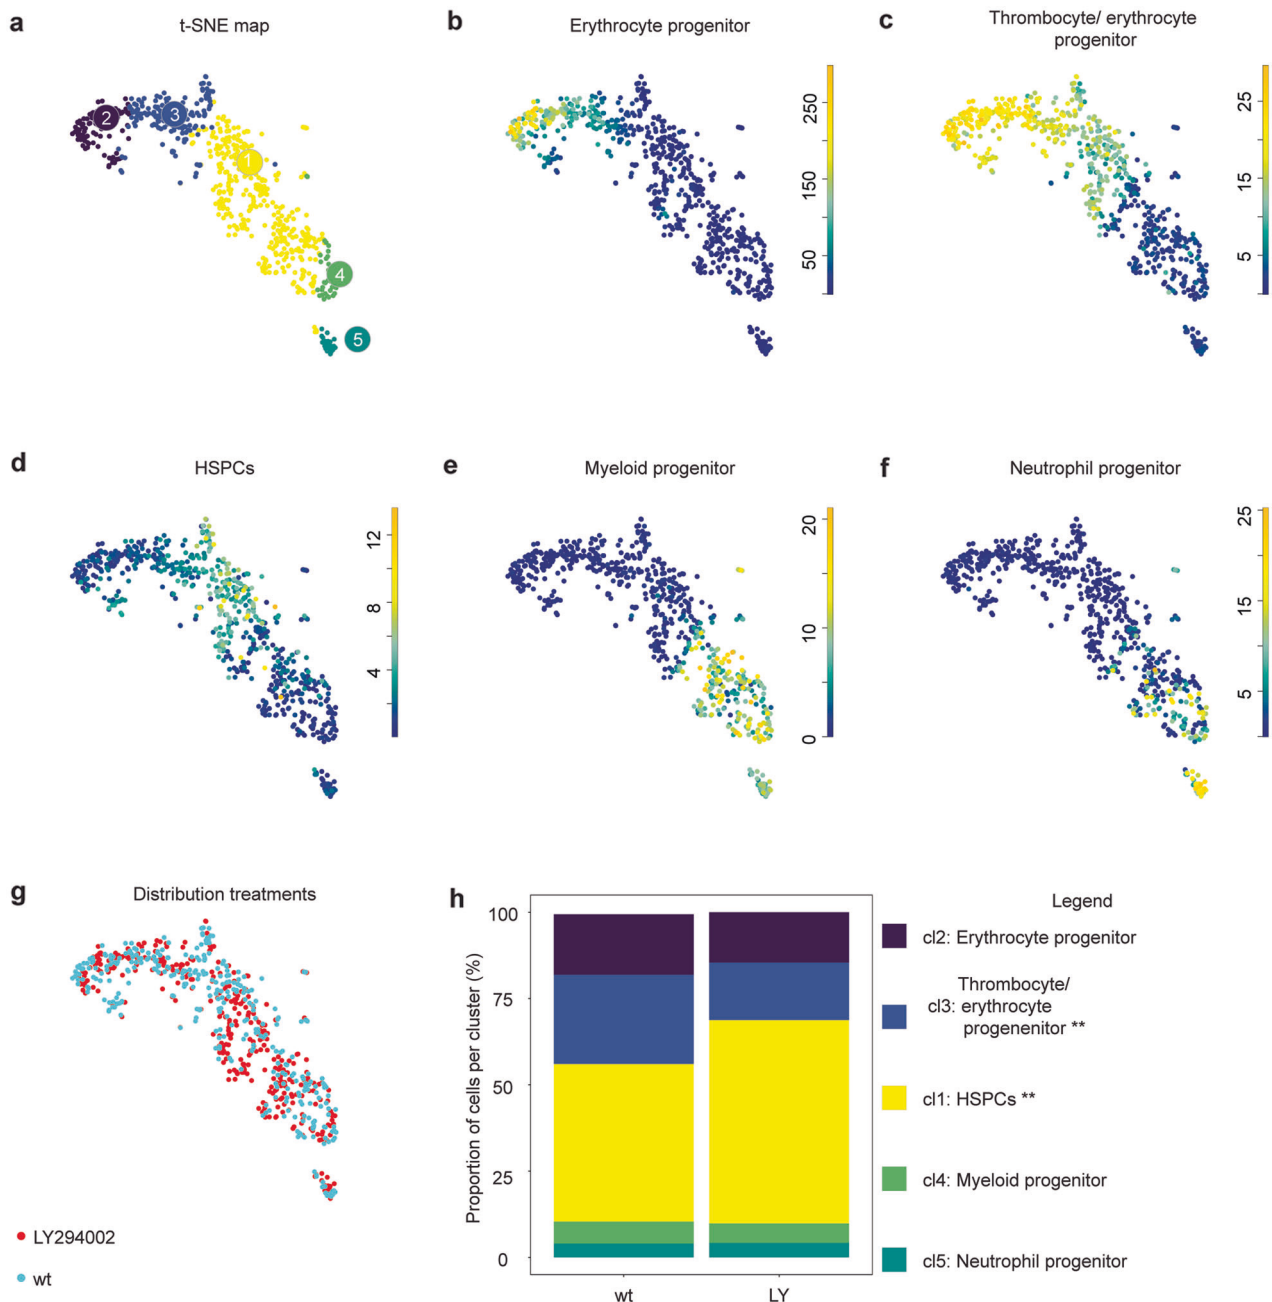 a
t-SNE map
2
3
1
4
5
b
Erythrocyte progenitor
250
150
50
c
Thrombocyte/ erythrocyte
progenitor
25
15
5
d
HSPCs
12
8
4
e
Myeloid progenitor
20
10
0
f
Neutrophil progenitor
25
15
5
g
Distribution treatments
LY294002
wt
h
Proportion of cells per cluster (%)
100
75
50
25
0
wt
LY
Legend
cl2: Erythrocyte progenitor
Thrombocyte/
cl3: erythrocyte
progenenitor **
cl1: HSPCs **
cl4: Myeloid progenitor
cl5: Neutrophil progenitor